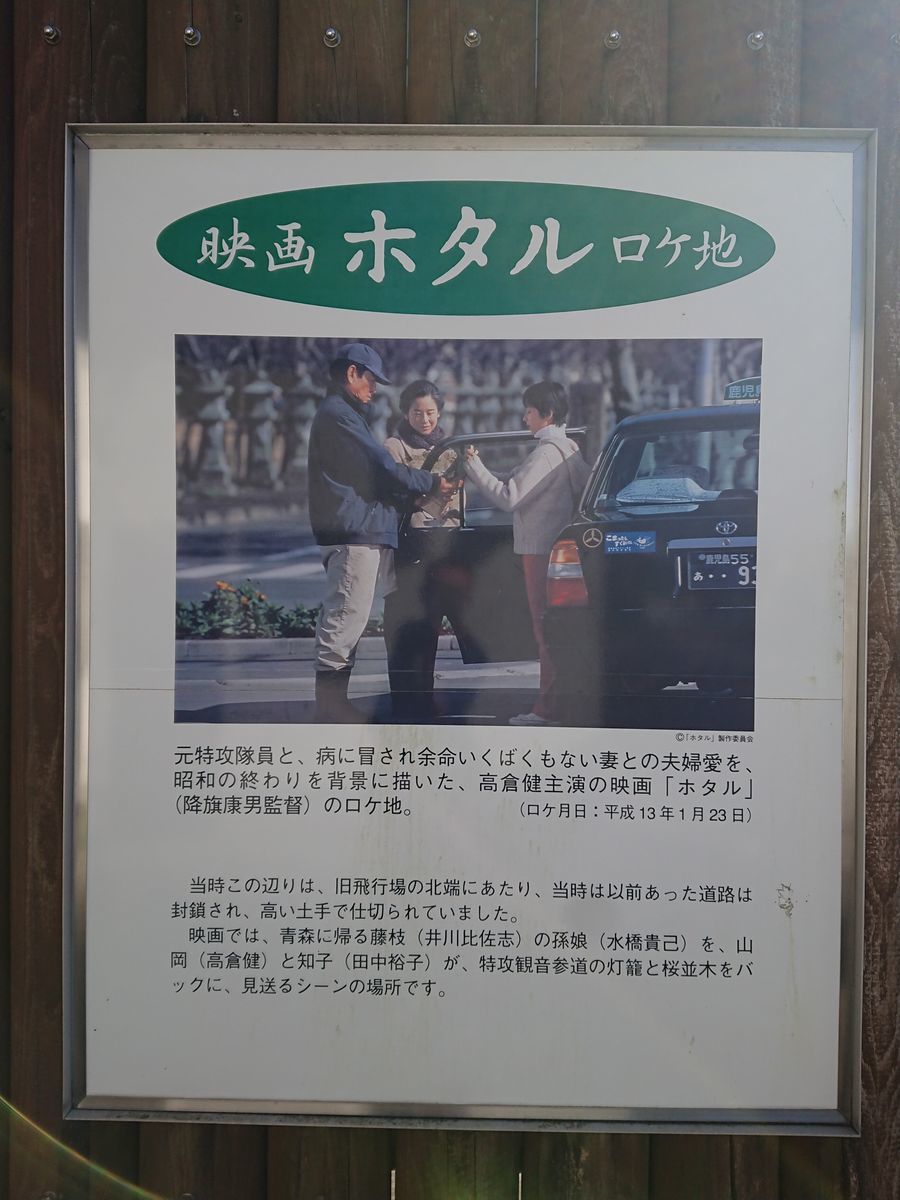 映画 ホタル ロケ地
鹿児島
鹿児島55
あ・・93
©「ホタル」製作委員会
元特攻隊員と、病に冒され余命いくばくもない妻との夫婦愛を、
昭和の終わりを背景に描いた、高倉健主演の映画「ホタル」
（降旗康男監督）のロケ地。　（ロケ月日：平成13年1月23日）
当時この辺りは、旧飛行場の北端にあたり、当時は以前あった道路は
封鎖され、高い土手で仕切られていました。
映画では、青森に帰る藤枝（井川比佐志）の孫娘（水橋貴己）を、山
岡（高倉健）と知子（田中裕子）が、特攻観音参道の灯籠と桜並木をバ
ックに、見送るシーンの場所です。